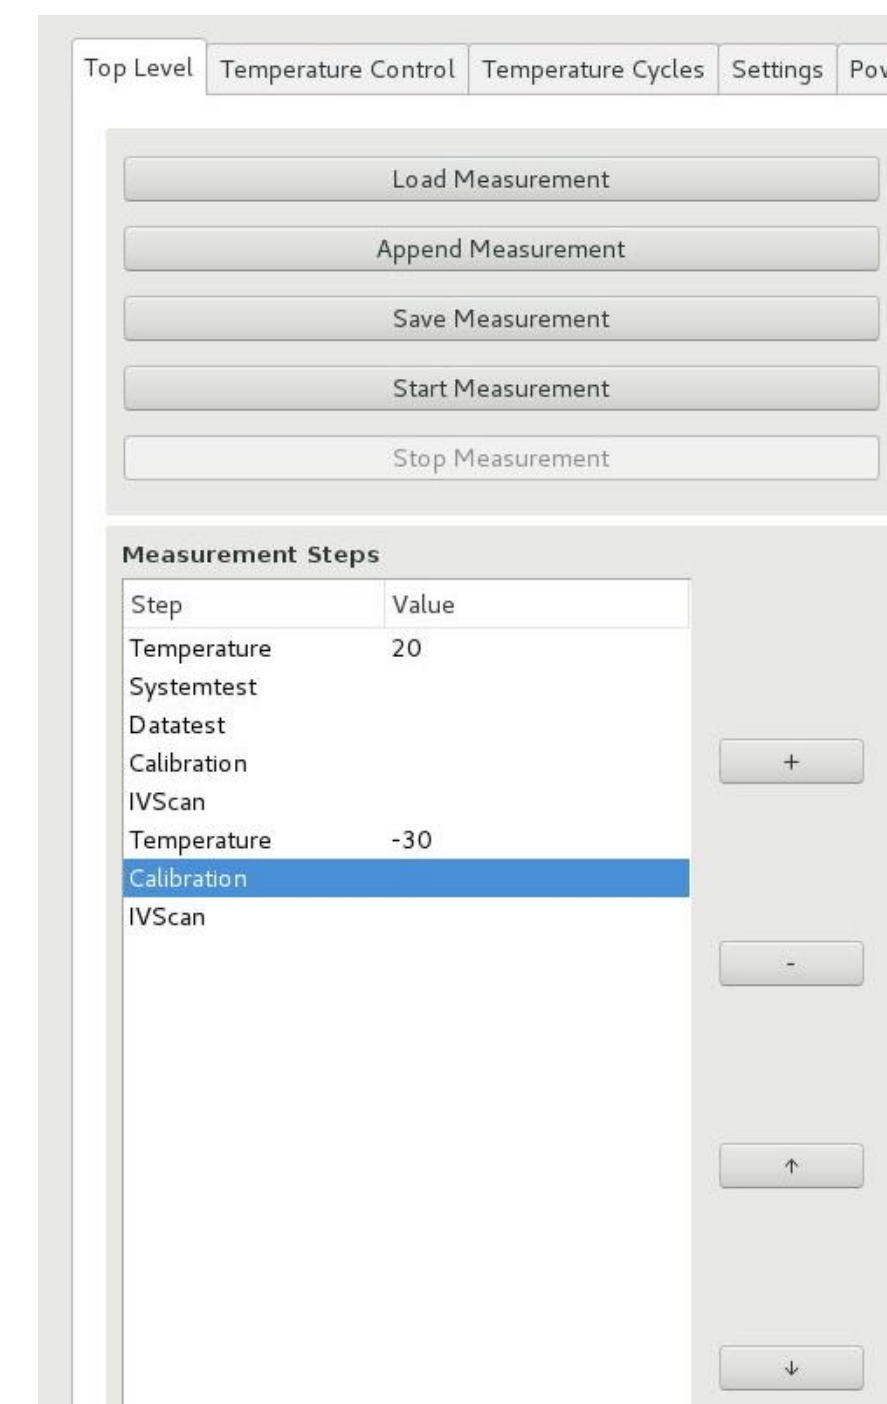 Top Level Temperature Control Temperature Cycles Settings
Load Measurement
Append Measurement
Save Measurement
Start Measurement
Stop Measurement
Measurement Steps
Step Value
Temperature 20
Systemtest
Datatest
Calibration
IVScan
Temperature -30
Calibration
IVScan
+
-
↑
↓